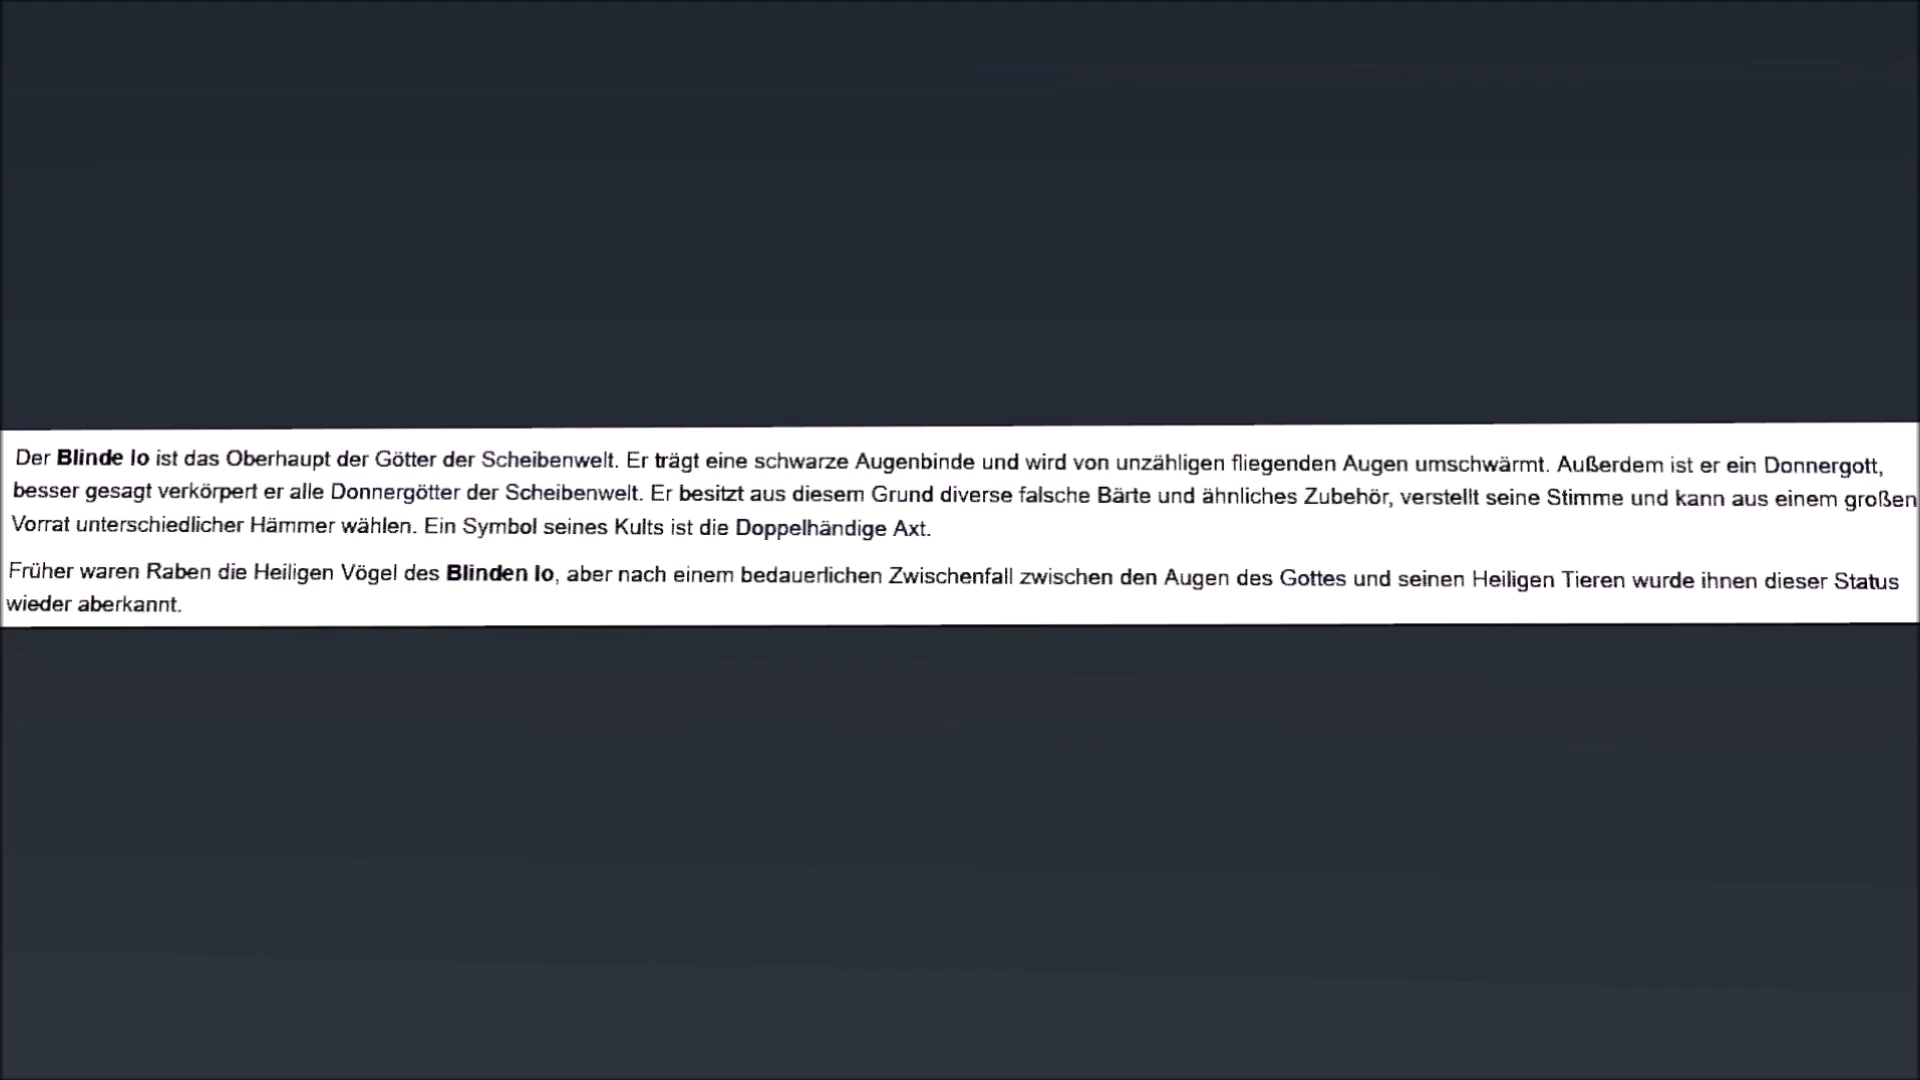 Der Blinde Io ist das Oberhaupt der Götter der Scheibenwelt. Er trägt eine schwarze Augenbinde und wird von unzähligen fliegenden Augen umschwärmt. Außerdem ist er ein Donnergott,
besser gesagt verkörpert er alle Donnergötter der Scheibenwelt. Er besitzt aus diesem Grund diverse falsche Bärte und ähnliches Zubehör, verstellt seine Stimme und kann aus einem großen
Vorrat unterschiedlicher Hämmer wählen. Ein Symbol seines Kults ist die Doppelhändige Axt.
Früher waren Raben die Heiligen Vögel des Blinden Io, aber nach einem bedauerlichen Zwischenfall zwischen den Augen des Gottes und seinen Heiligen Tieren wurde ihnen dieser Status
wieder aberkannt.